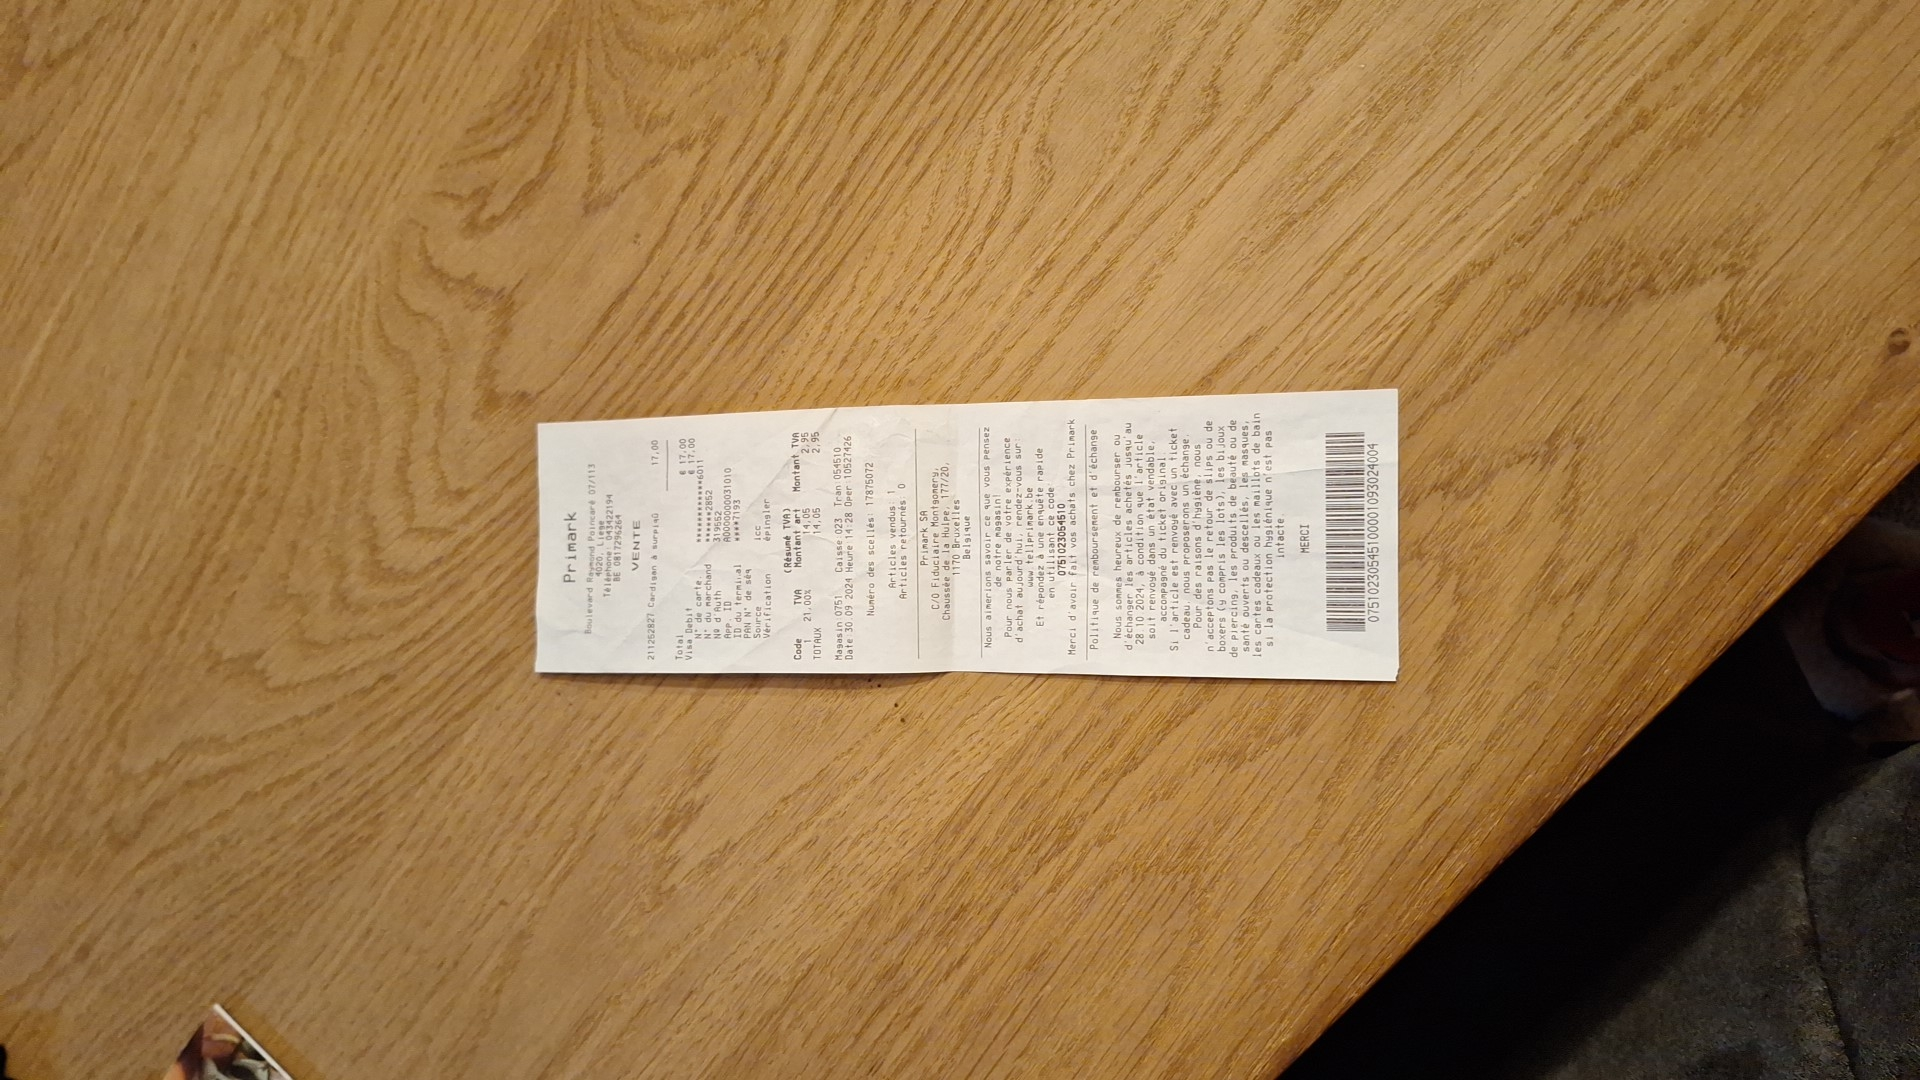 Primark
Boulevard Raymond Poincaré 07/113
4020, Liege
Téléphone: 043422194
BE 0817296264
VENTE
211252827 Cardigan à surpiqû 17,00
Total € 17,00
Visa Debit € 17,00
N° de carte. ************6011
N° du marchand *****2852
Nº d'Auth 319652
App. ID A0000000031010
ID du terminal ****7193
PAN N° de séq
Source icc
Vérification épingler
(Résumé TVA)
Code TVA Montant art Montant TVA
1 21,00% 14,05 2,95
TOTAUX 14,05 2,95
Magasin 0751 Caisse 023 Tran 054510
Date 30.09.2024 Heure 14:28 Oper 10527426
Numéro des scellés: 17875072
Articles vendus: 1
Articles retournés: 0
Primark SA
C/O Fiduciaire Montgomery,
Chaussée de la Hulpe, 177/20,
1170 Bruxelles
Belgique
Nous aimerions savoir ce que vous pensez
de notre magasin!
Pour nous parler de votre expérience
d'achat aujourd'hui, rendez-vous sur:
www.tellprimark.be
Et répondez à une enquête rapide
en utilisant ce code
0751023054510
Merci d'avoir fait vos achats chez Primark
Politique de remboursement et d'échange
Nous sommes heureux de rembourser ou
d'échanger les articles achetés jusqu'au
28.10.2024, à condition que l'article
soit renvoyé dans un état vendable,
accompagné du ticket original.
Si l'article est renvoyé avec un ticket
cadeau, nous proposerons un échange.
Pour des raisons d'hygiène, nous
n'acceptons pas le retour de slips ou de
boxers (y compris les lots), les bijoux
de piercing, les produits de beauté ou de
santé ouverts ou descellés, les masques,
les cartes cadeaux ou les maillots de bain
si la protection hygiénique n'est pas
intacte.
MERCI
07510230545100001093024004